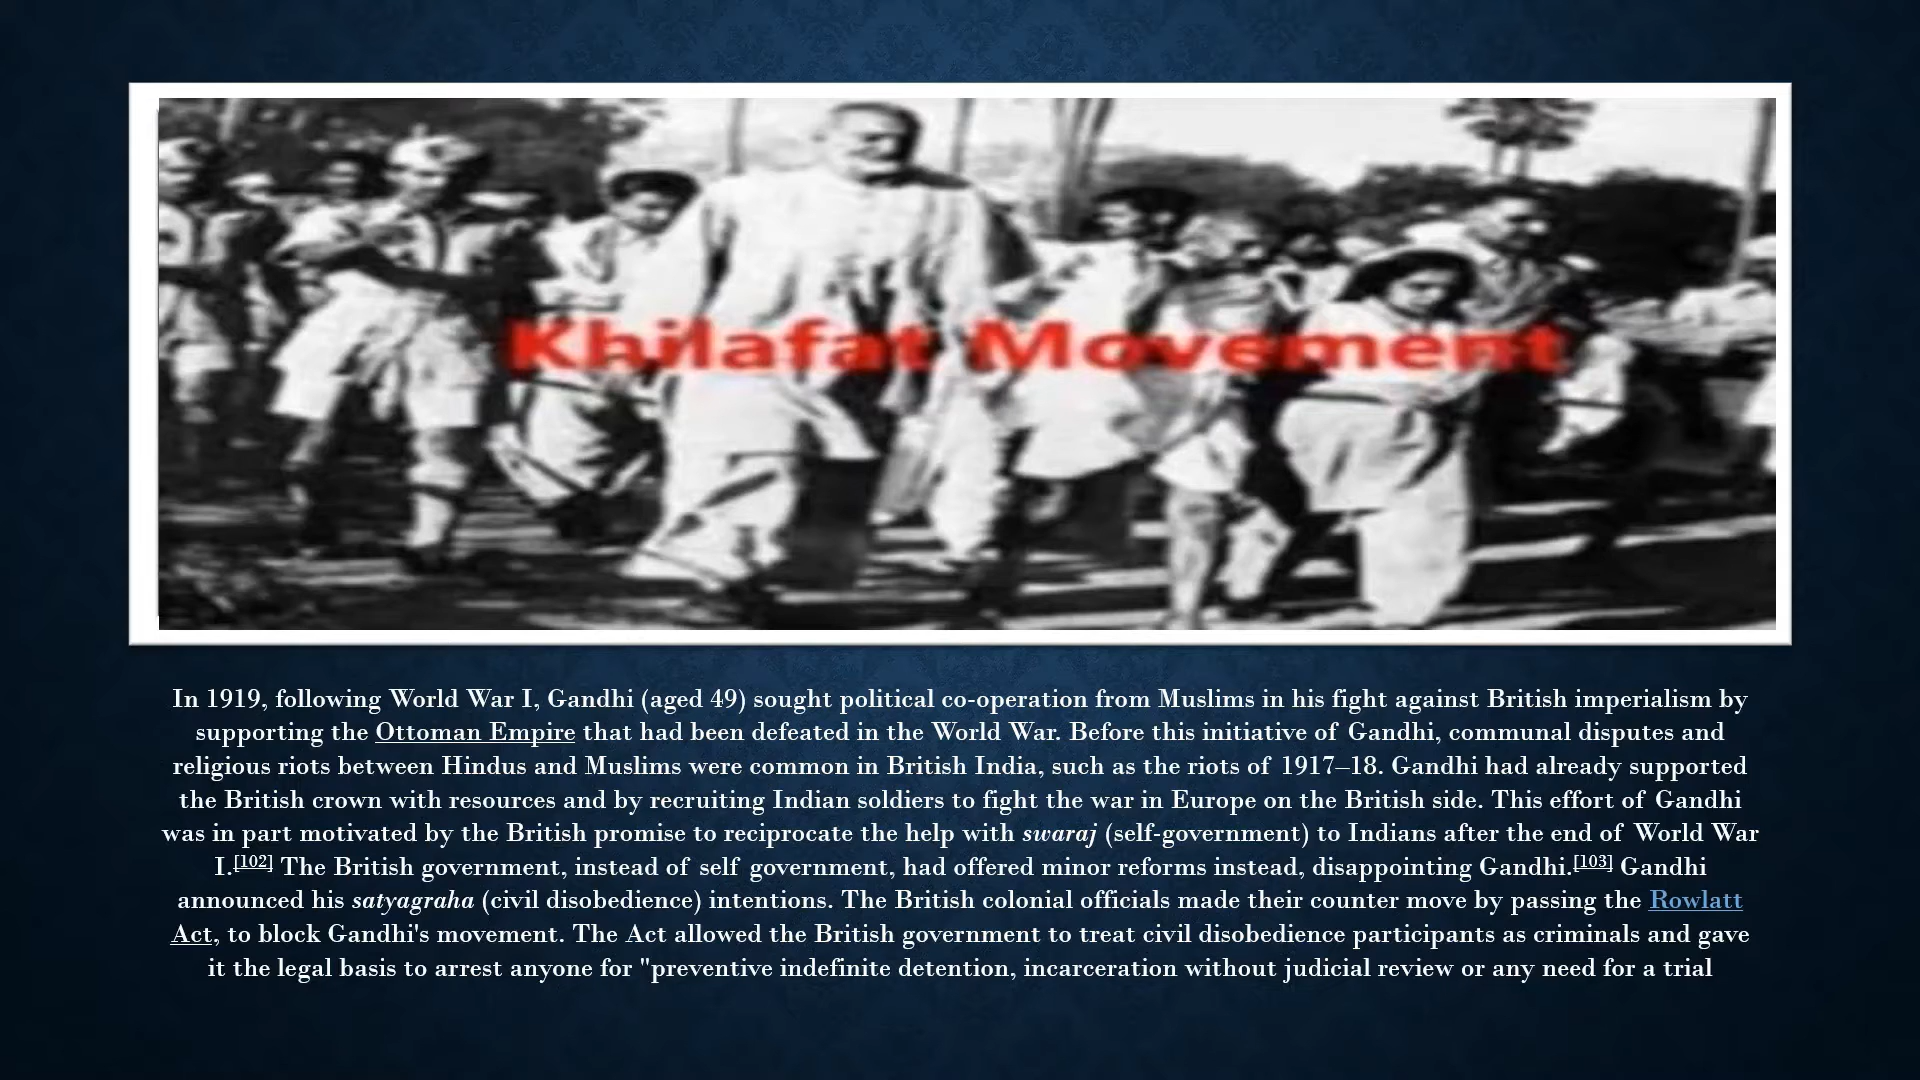 Khilafat Movement
In 1919, following World War I, Gandhi (aged 49) sought political co-operation from Muslims in his fight against British imperialism by
supporting the Ottoman Empire that had been defeated in the World War. Before this initiative of Gandhi, communal disputes and
religious riots between Hindus and Muslims were common in British India, such as the riots of 1917–18. Gandhi had already supported
the British crown with resources and by recruiting Indian soldiers to fight the war in Europe on the British side. This effort of Gandhi
was in part motivated by the British promise to reciprocate the help with swaraj (self-government) to Indians after the end of World War
I.[102] The British government, instead of self government, had offered minor reforms instead, disappointing Gandhi.[103] Gandhi
announced his satyagraha (civil disobedience) intentions. The British colonial officials made their counter move by passing the Rowlatt
Act, to block Gandhi's movement. The Act allowed the British government to treat civil disobedience participants as criminals and gave
it the legal basis to arrest anyone for "preventive indefinite detention, incarceration without judicial review or any need for a trial